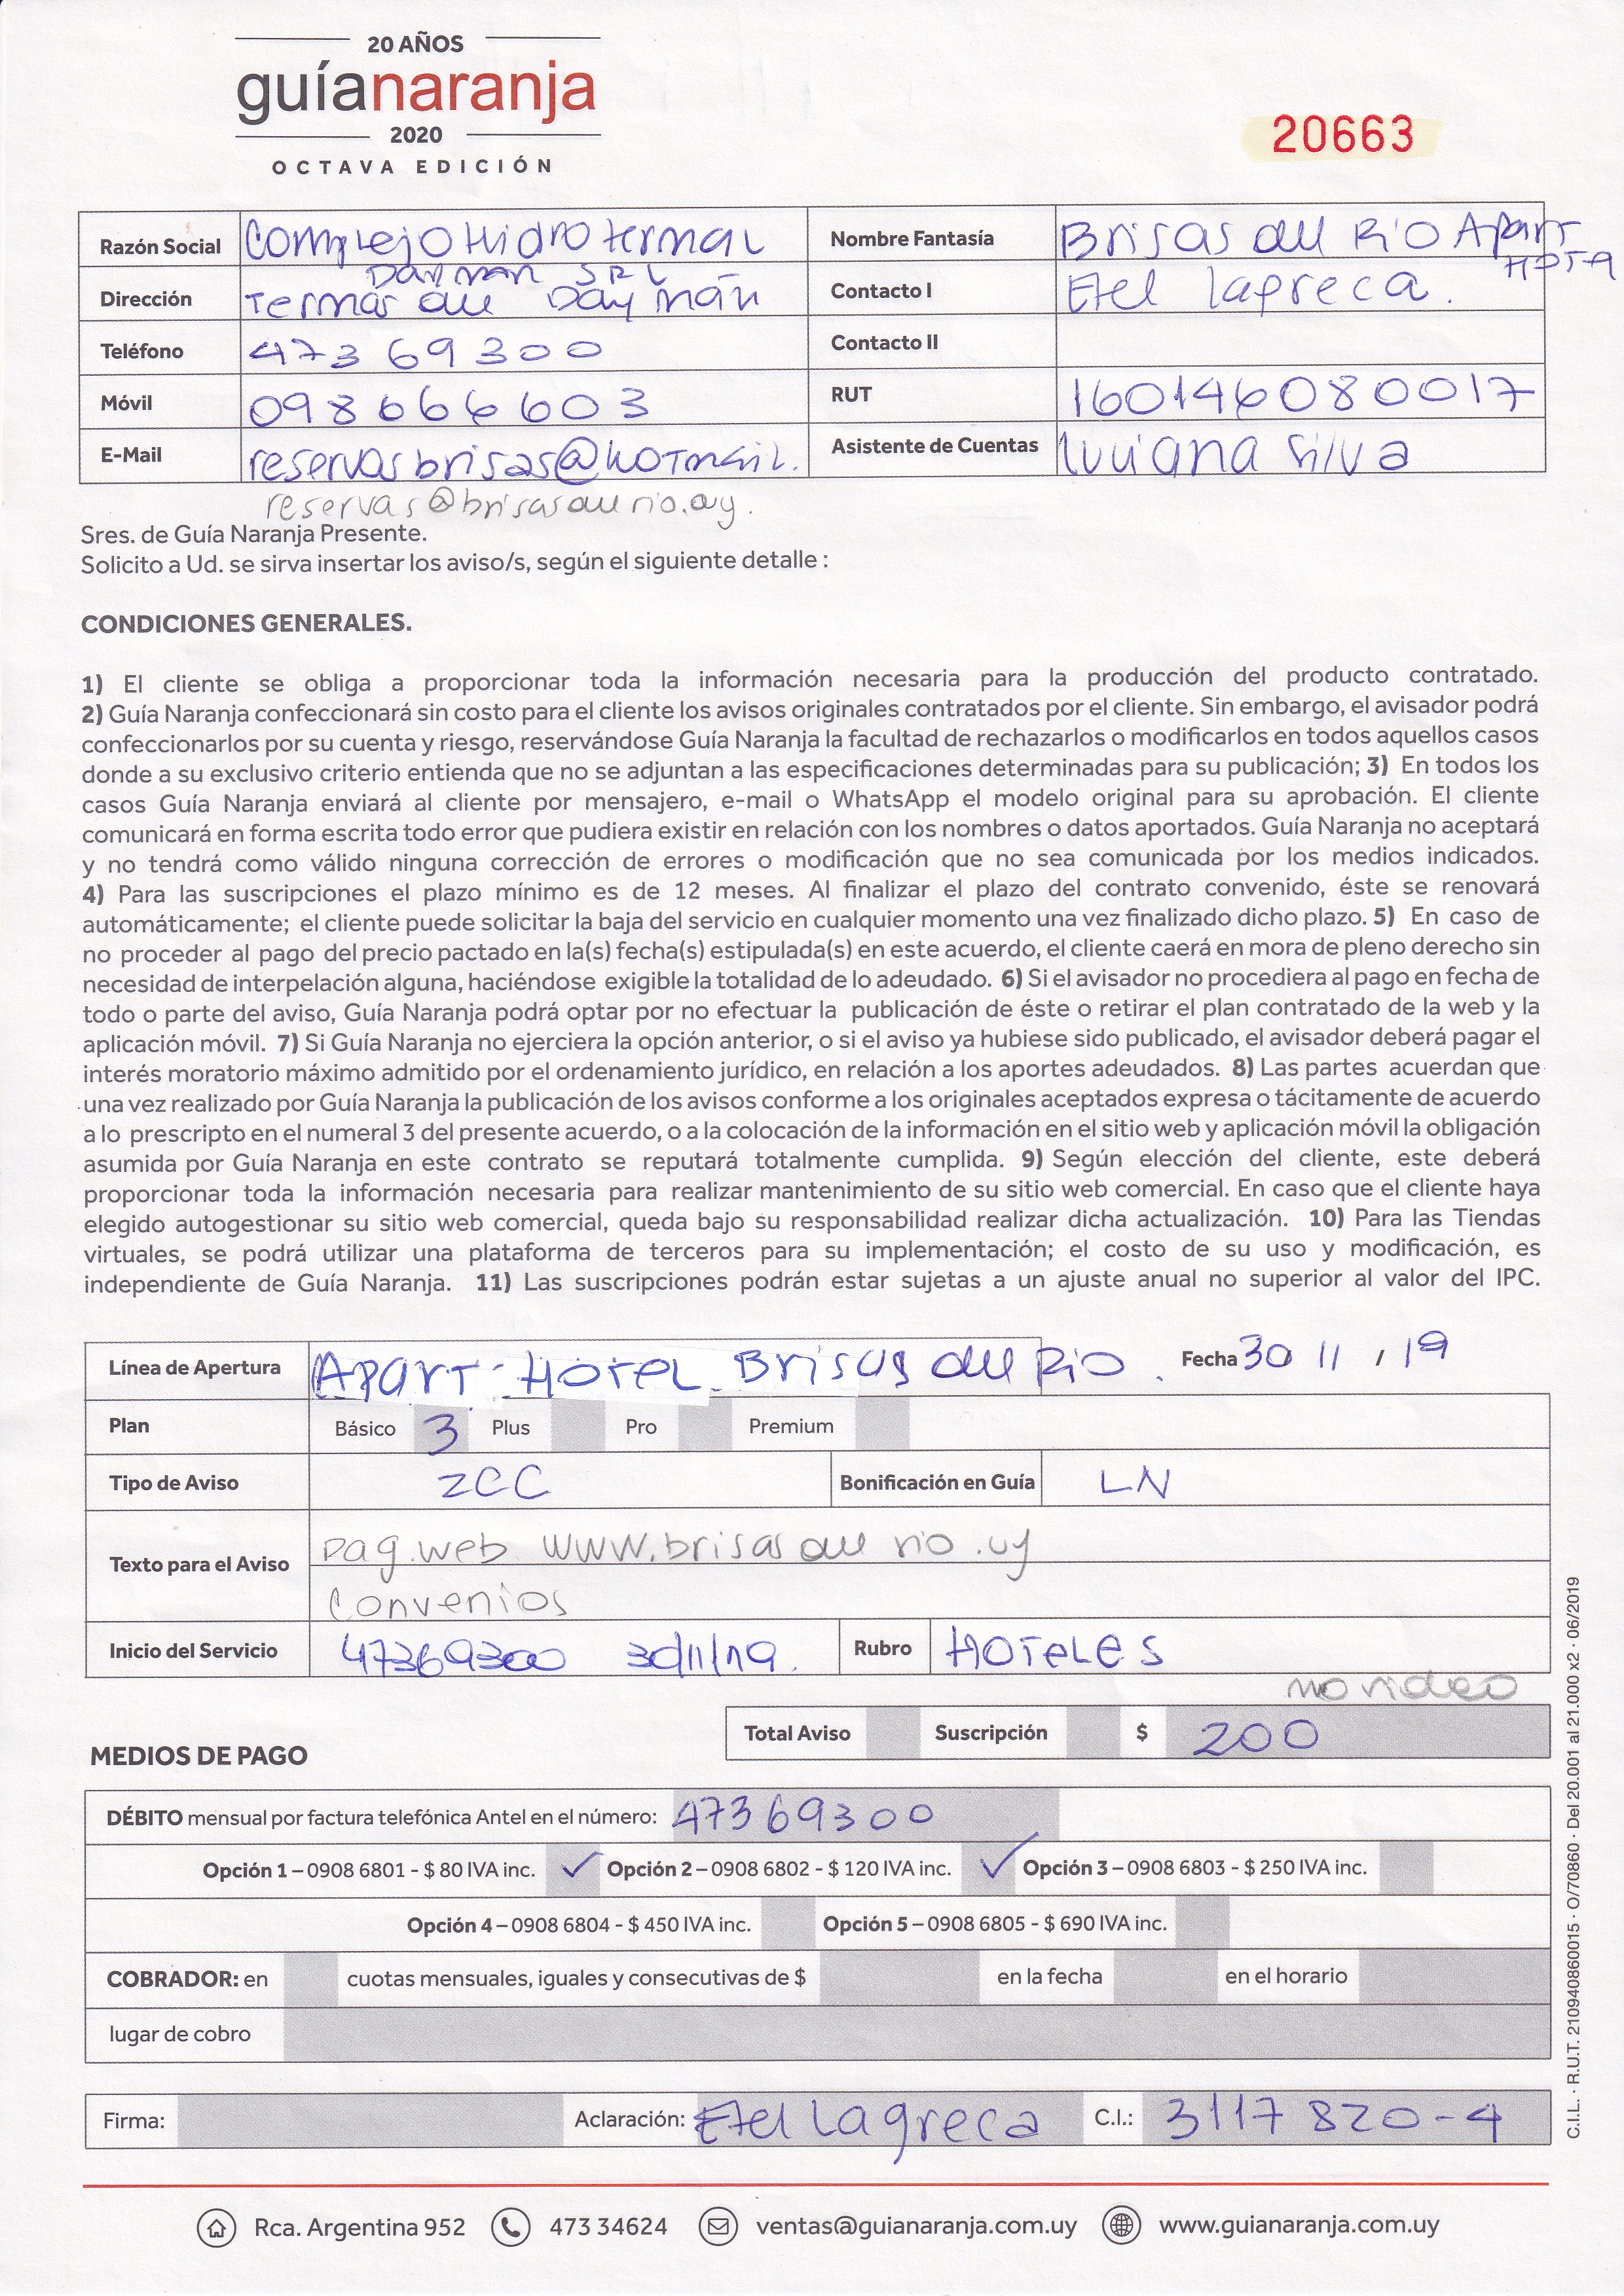 20 AÑOS
guíanaranja
2020
OCTAVA EDICIÓN
20663
Razón Social Complejo Hidrotermal
Dayman SRL
Nombre Fantasía Brisas del Rio Apart
HOTA
Dirección Termas del Daymán
Contacto I Etel Lagreca.
Teléfono 473 69 300
Contacto II
Móvil 098666603
RUT 160146080017
E-Mail reservasbrisas@hotmail.
Asistente de Cuentas Luciana Silva
reservas@brisasdelrio.uy.
Sres. de Guía Naranja Presente.
Solicito a Ud. se sirva insertar los aviso/s, según el siguiente detalle :
CONDICIONES GENERALES.
1) El cliente se obliga a proporcionar toda la información necesaria para la producción del producto contratado.
2) Guía Naranja confeccionará sin costo para el cliente los avisos originales contratados por el cliente. Sin embargo, el avisador podrá
confeccionarlos por su cuenta y riesgo, reservándose Guía Naranja la facultad de rechazarlos o modificarlos en todos aquellos casos
donde a su exclusivo criterio entienda que no se adjuntan a las especificaciones determinadas para su publicación; 3) En todos los
casos Guía Naranja enviará al cliente por mensajero, e-mail o WhatsApp el modelo original para su aprobación. El cliente
comunicará en forma escrita todo error que pudiera existir en relación con los nombres o datos aportados. Guía Naranja no aceptará
y no tendrá como válido ninguna corrección de errores o modificación que no sea comunicada por los medios indicados.
4) Para las suscripciones el plazo mínimo es de 12 meses. Al finalizar el plazo del contrato convenido, éste se renovará
automáticamente; el cliente puede solicitar la baja del servicio en cualquier momento una vez finalizado dicho plazo. 5) En caso de
no proceder al pago del precio pactado en la(s) fecha(s) estipulada(s) en este acuerdo, el cliente caerá en mora de pleno derecho sin
necesidad de interpelación alguna, haciéndose exigible la totalidad de lo adeudado. 6) Si el avisador no procediera al pago en fecha de
todo o parte del aviso, Guía Naranja podrá optar por no efectuar la publicación de éste o retirar el plan contratado de la web y la
aplicación móvil. 7) Si Guía Naranja no ejerciera la opción anterior, o si el aviso ya hubiese sido publicado, el avisador deberá pagar el
interés moratorio máximo admitido por el ordenamiento jurídico, en relación a los aportes adeudados. 8) Las partes acuerdan que
una vez realizado por Guía Naranja la publicación de los avisos conforme a los originales aceptados expresa o tácitamente de acuerdo
a lo prescripto en el numeral 3 del presente acuerdo, o a la colocación de la información en el sitio web y aplicación móvil la obligación
asumida por Guía Naranja en este contrato se reputará totalmente cumplida. 9) Según elección del cliente, este deberá
proporcionar toda la información necesaria para realizar mantenimiento de su sitio web comercial. En caso que el cliente haya
elegido autogestionar su sitio web comercial, queda bajo su responsabilidad realizar dicha actualización. 10) Para las Tiendas
virtuales, se podrá utilizar una plataforma de terceros para su implementación; el costo de su uso y modificación, es
independiente de Guía Naranja. 11) Las suscripciones podrán estar sujetas a un ajuste anual no superior al valor del IPC.
Línea de Apertura Apart-Hotel Brisas del Rio. Fecha 30 11 / 19
Plan Básico 3 Plus Pro Premium
Tipo de Aviso 2CC Bonificación en Guía LN
Texto para el Aviso
pag.web www.brisasdelrio.uy
Convenios
Inicio del Servicio 47369300 30/11/19. Rubro HOTELES
no video
Total Aviso Suscripción $ 200
MEDIOS DE PAGO
DÉBITO mensual por factura telefónica Antel en el número: 47369300
Opción 1 – 0908 6801 - $ 80 IVA inc. ✓ Opción 2 – 0908 6802 - $ 120 IVA inc. ✓ Opción 3 – 0908 6803 - $ 250 IVA inc.
Opción 4 – 0908 6804 - $ 450 IVA inc. Opción 5 – 0908 6805 - $ 690 IVA inc.
COBRADOR: en cuotas mensuales, iguales y consecutivas de $ en la fecha en el horario
lugar de cobro
Firma: Aclaración: Etel Lagreca C.I.: 3117820-4
Rca. Argentina 952 473 34624 ventas@guianaranja.com.uy www.guianaranja.com.uy
C.I.L. · R.U.T. 210940860015 · O/70860 · Del 20.001 al 21.000 x2 · 06/2019